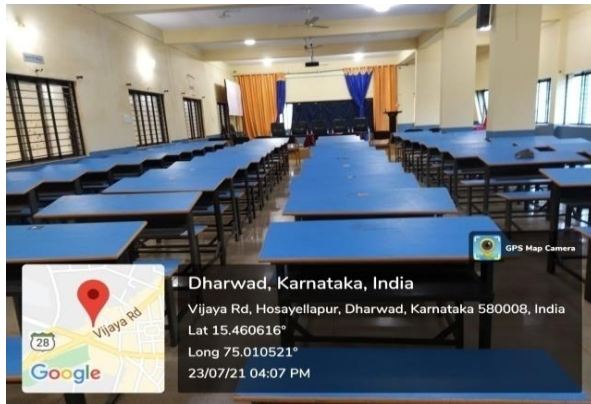 GPS Map Camera
Dharwad, Karnataka, India
Vijaya Rd, Hosayellapur, Dharwad, Karnataka 580008, India
Lat 15.460616°
Long 75.010521°
23/07/21 04:07 PM
Vijaya Rd
28
Google